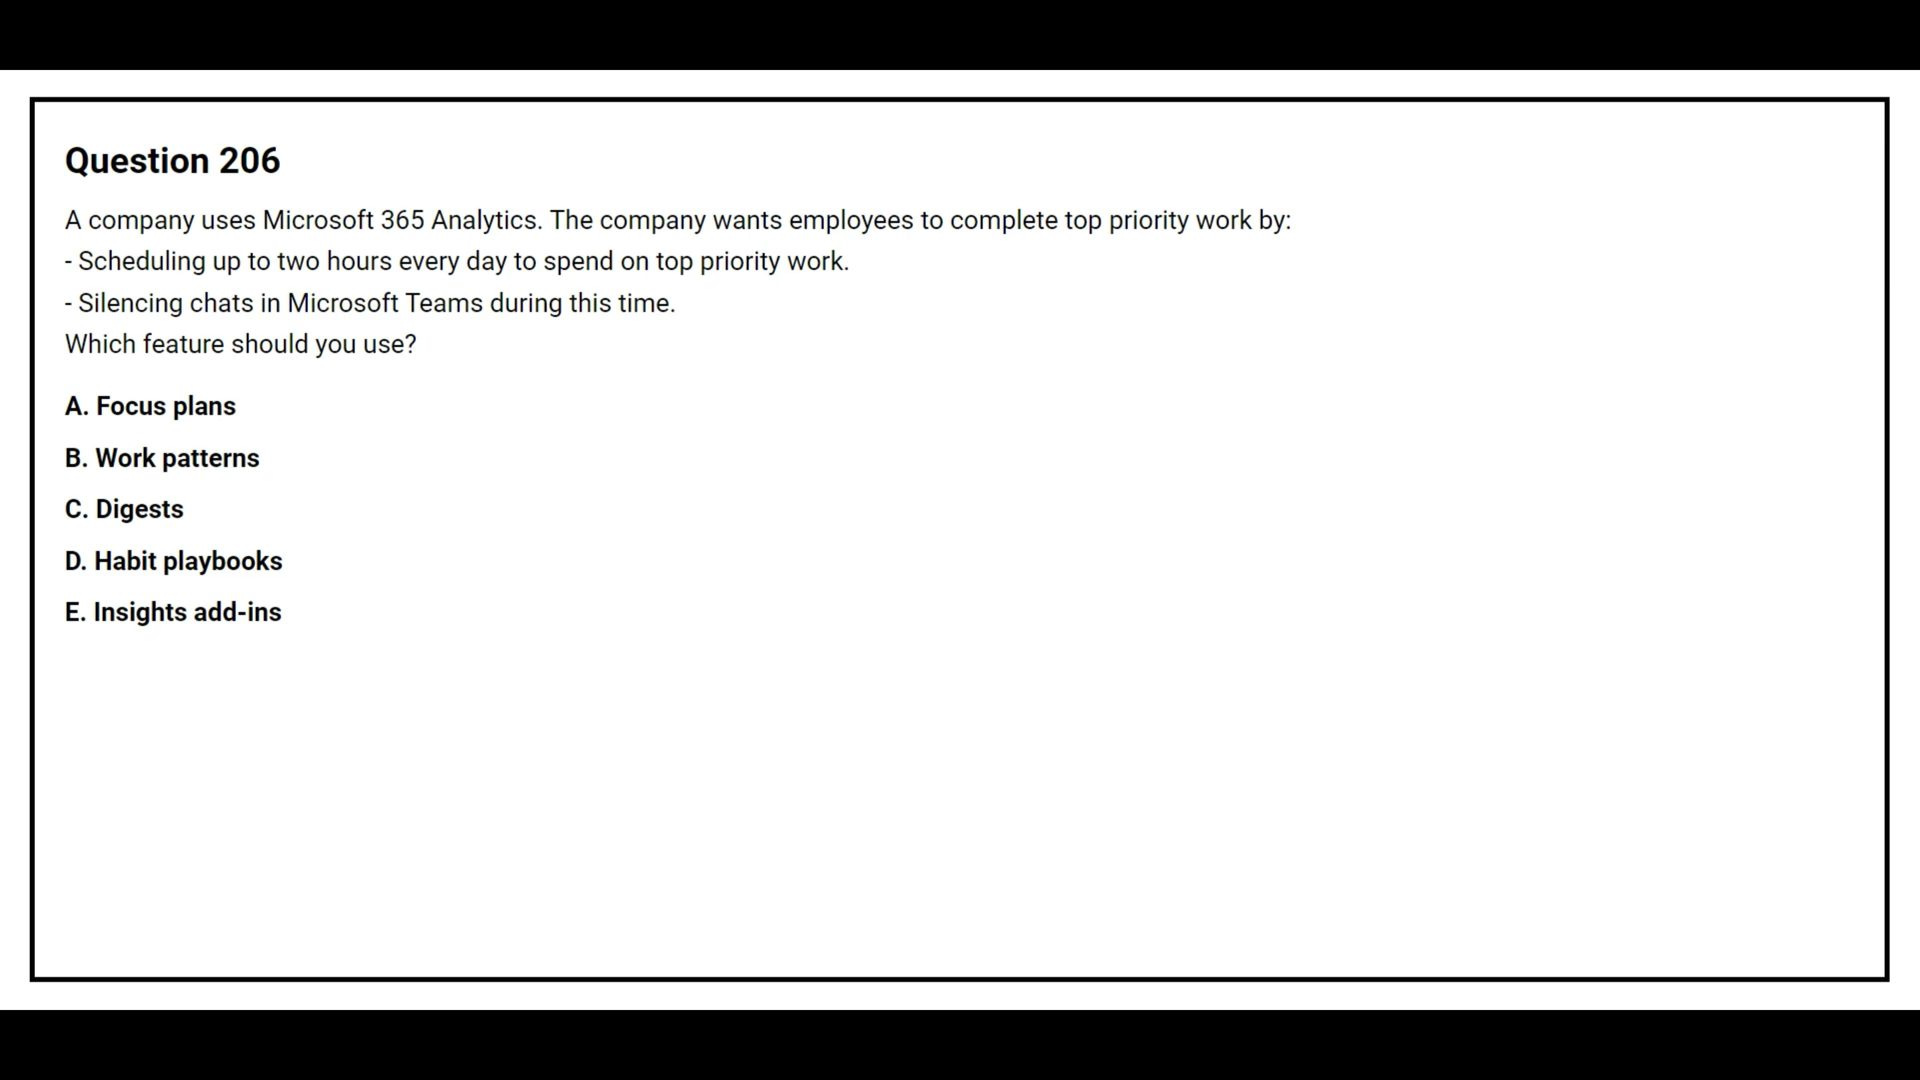 Question 206
A company uses Microsoft 365 Analytics. The company wants employees to complete top priority work by:
- Scheduling up to two hours every day to spend on top priority work.
- Silencing chats in Microsoft Teams during this time.
Which feature should you use?
A. Focus plans
B. Work patterns
C. Digests
D. Habit playbooks
E. Insights add-ins